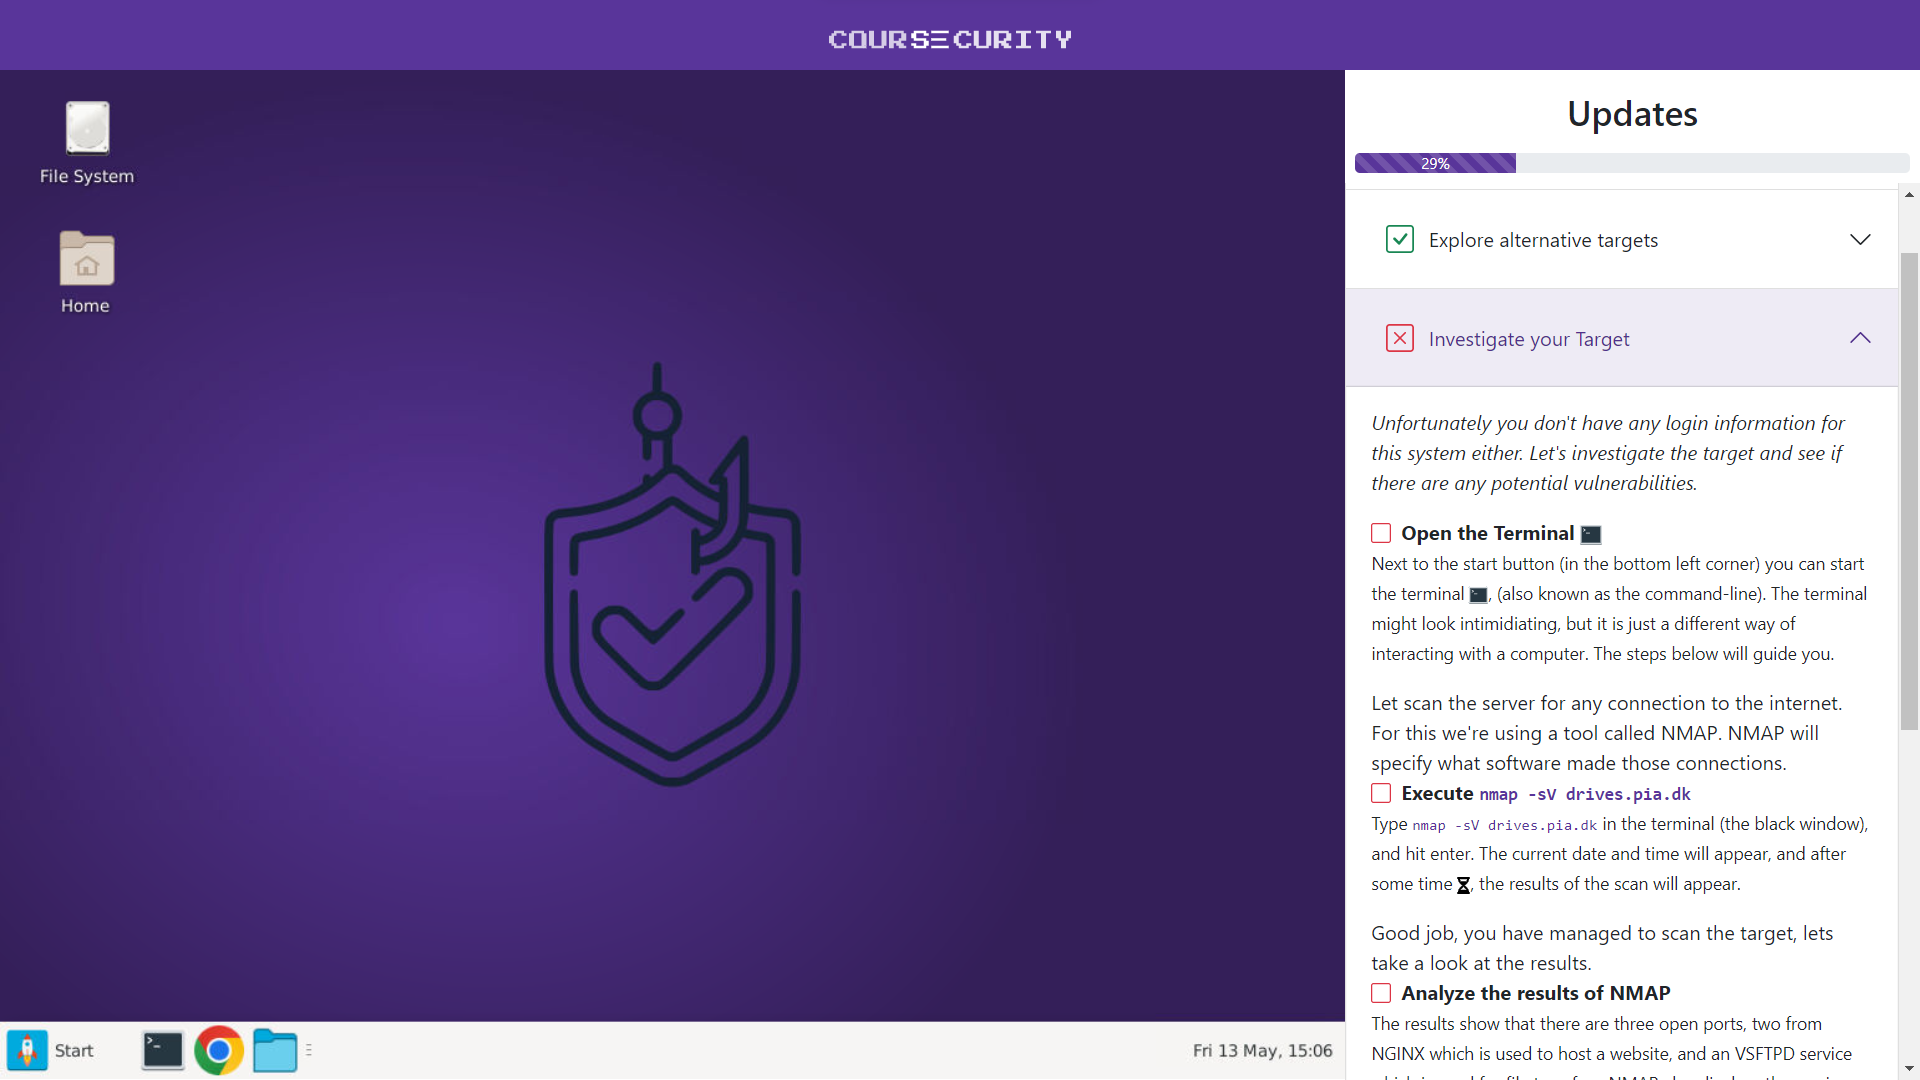 COURSECURITY
File System
Home
Updates
29%
Explore alternative targets
Investigate your Target
Unfortunately you don't have any login information for
this system either. Let's investigate the target and see if
there are any potential vulnerabilities.
Open the Terminal
Next to the start button (in the bottom left corner) you can start
the terminal , (also known as the command-line). The terminal
might look intimidiating, but it is just a different way of
interacting with a computer. The steps below will guide you.
Let scan the server for any connection to the internet.
For this we're using a tool called NMAP. NMAP will
specify what software made those connections.
Execute nmap -sV drives.pia.dk
Type nmap -sV drives.pia.dk in the terminal (the black window),
and hit enter. The current date and time will appear, and after
some time , the results of the scan will appear.
Good job, you have managed to scan the target, lets
take a look at the results.
Analyze the results of NMAP
The results show that there are three open ports, two from
NGINX which is used to host a website, and an VSFTPD service
Start
Fri 13 May, 15:06